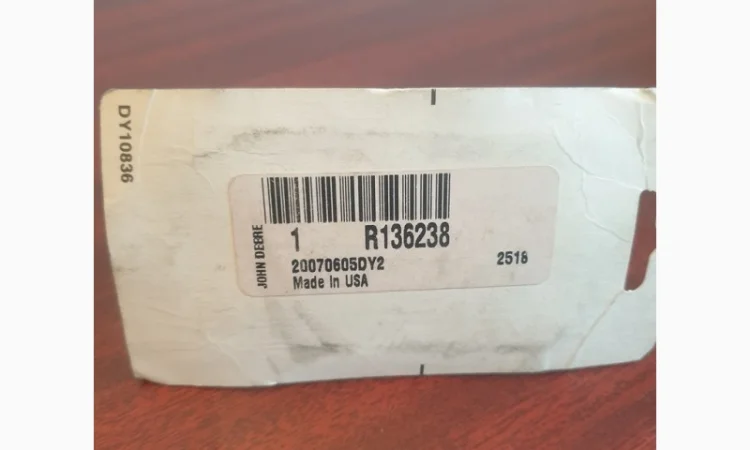 DY10836
JOHN DEERE
1 R136238
20070605DY2
2518
Made in USA